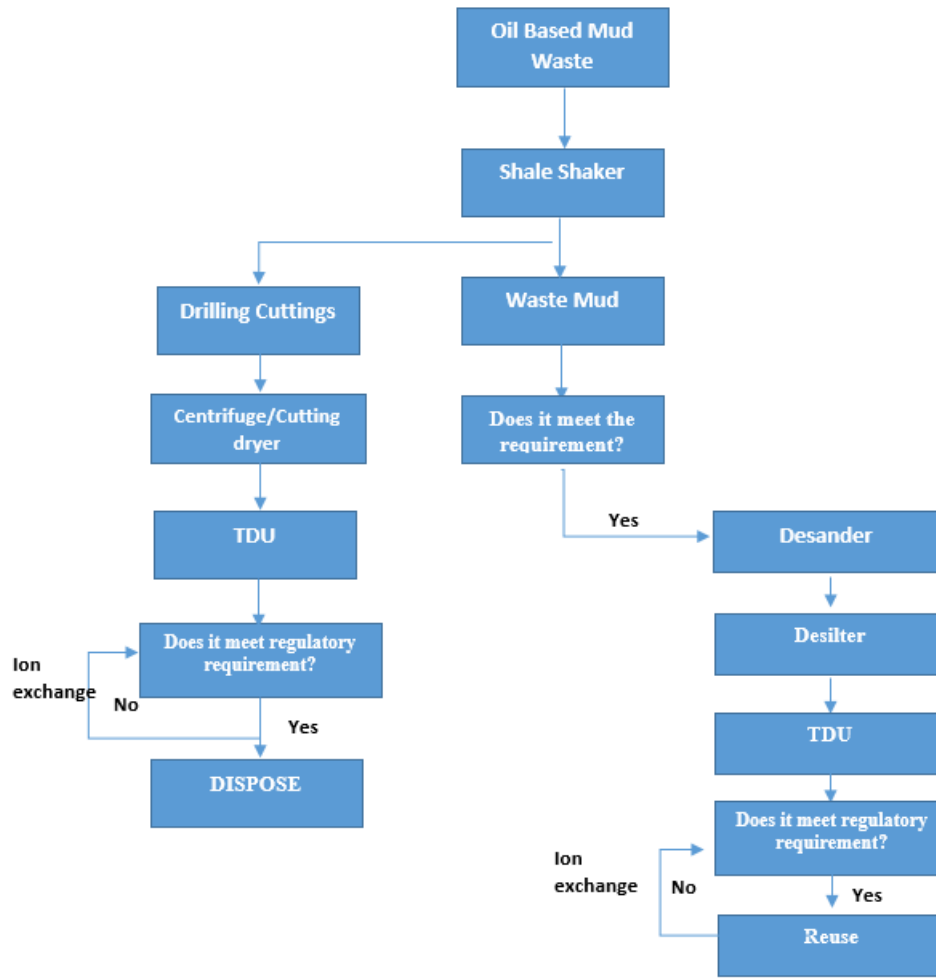 Oil Based Mud
Waste
Shale Shaker
Drilling Cuttings
Waste Mud
Centrifuge/Cutting
dryer
Does it meet the
requirement?
TDU
Yes
Desander
Does it meet regulatory
requirement?
Ion
exchange
No
Yes
Desilter
DISPOSE
TDU
Does it meet regulatory
requirement?
Ion
exchange
No
Yes
Reuse